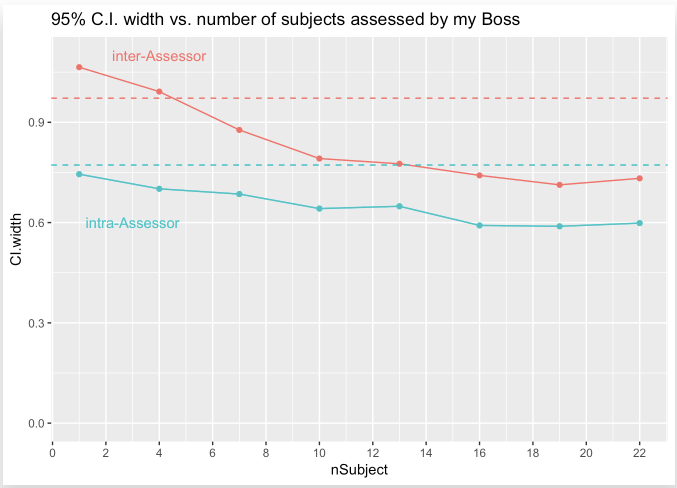 95% C.I. width vs. number of subjects assessed by my Boss
inter-Assessor
0.9
intra-Assessor
0.6
0.3
0.0
CI.width
0 2 4 6 8 10 12 14 16 18 20 22
nSubject